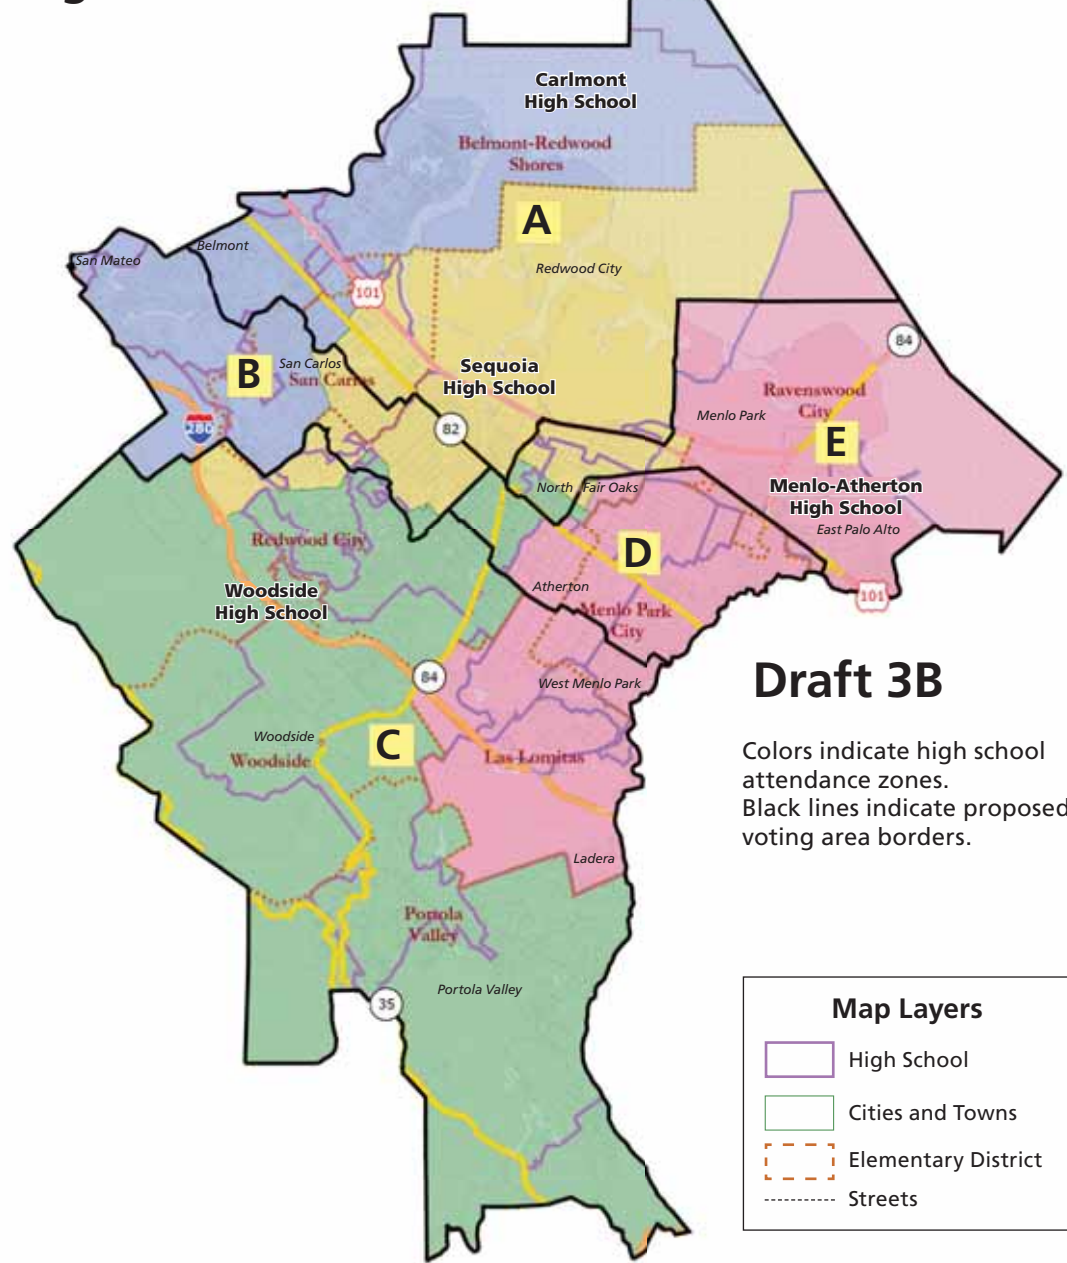 Carlmont
High School
Belmont-Redwood
Shores
A
Belmont
San Mateo
Redwood City
101
84
B
San Carlos
San Carlos
Sequoia
High School
Ravenswood
City
Menlo Park
280
82
E
North Fair Oaks
Menlo-Atherton
High School
East Palo Alto
Redwood City
D
Woodside
High School
Atherton
Menlo Park
City
101
84
West Menlo Park
Draft 3B
Woodside
Woodside
C
Las Lomitas
Colors indicate high school
attendance zones.
Black lines indicate proposed
voting area borders.
Ladera
Portola
Valley
Portola Valley
35
Map Layers
High School
Cities and Towns
Elementary District
Streets